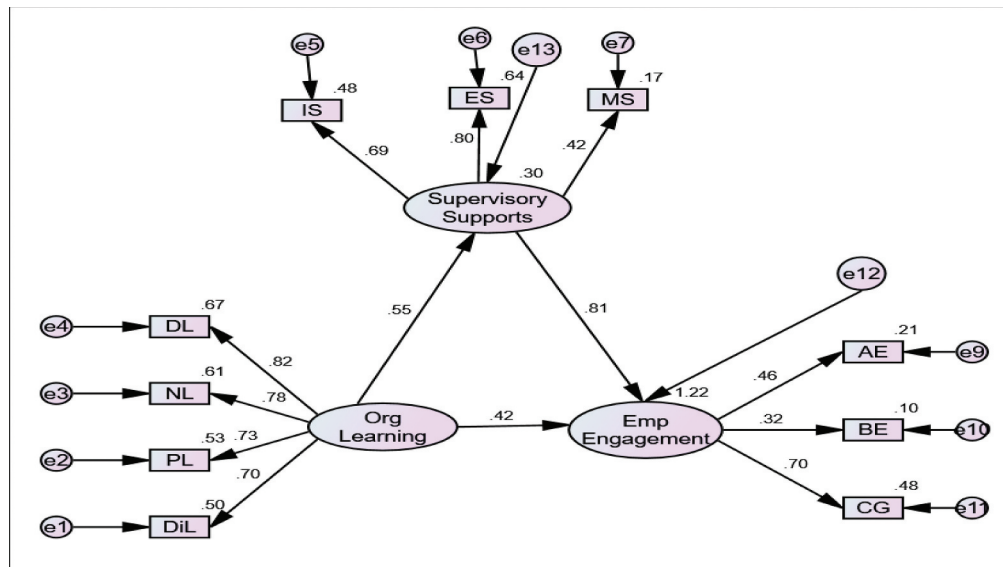 e5
e6
e13
e7
.48
.64
.17
IS
ES
MS
.69
.80
.42
.30
Supervisory
Supports
e12
.55
.81
.67
e4
DL
.82
.21
AE
e9
.46
.61
e3
NL
.78
1.22
.53
.73
e2
PL
Org
Learning
.42
Emp
Engagement
.32
.10
BE
e10
.70
.50
e1
DiL
.70
.48
CG
e11